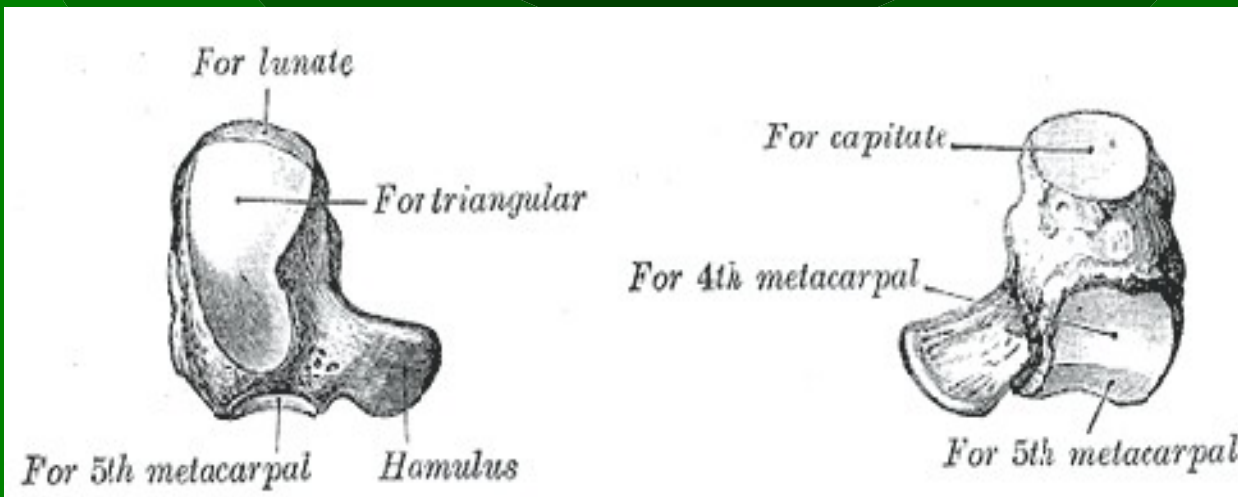 For lunate
For triangular
For 5th metacarpal
Hamulus
For capitate
For 4th metacarpal
For 5th metacarpal